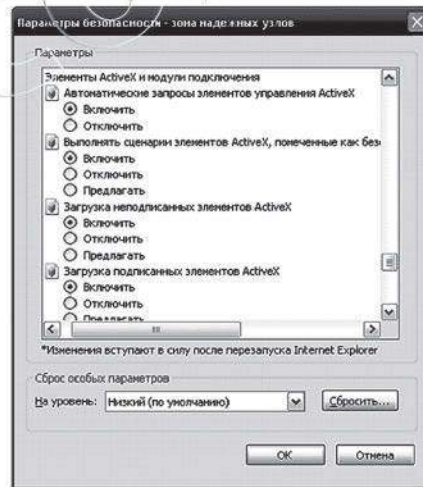 Параметры безопасности - зона надежных узлов
Параметры
Элементы ActiveX и модули подключения
Автоматические запросы элементов управления ActiveX
Включить
Отключить
Выполнять сценарии элементов ActiveX, помеченные как без
Включить
Отключить
Предлагать
Загрузка неподписанных элементов ActiveX
Включить
Отключить
Предлагать
Загрузка подписанных элементов ActiveX
Включить
Отключить
Предлагать
*Изменения вступают в силу после перезапуска Internet Explorer
Сброс особых параметров
На уровень: Низкий (по умолчанию) Сбросить...
ОК Отмена